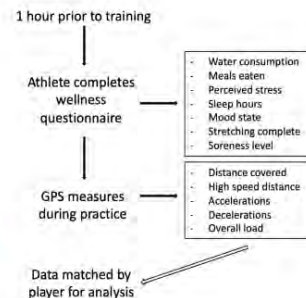 1 hour prior to training
Athlete completes
wellness
questionnaire
- Water consumption
- Meals eaten
- Perceived stress
- Sleep hours
- Mood state
- Stretching complete
- Soreness level
GPS measures
during practice
- Distance covered
- High speed distance
- Accelerations
- Decelerations
- Overall load
Data matched by
player for analysis